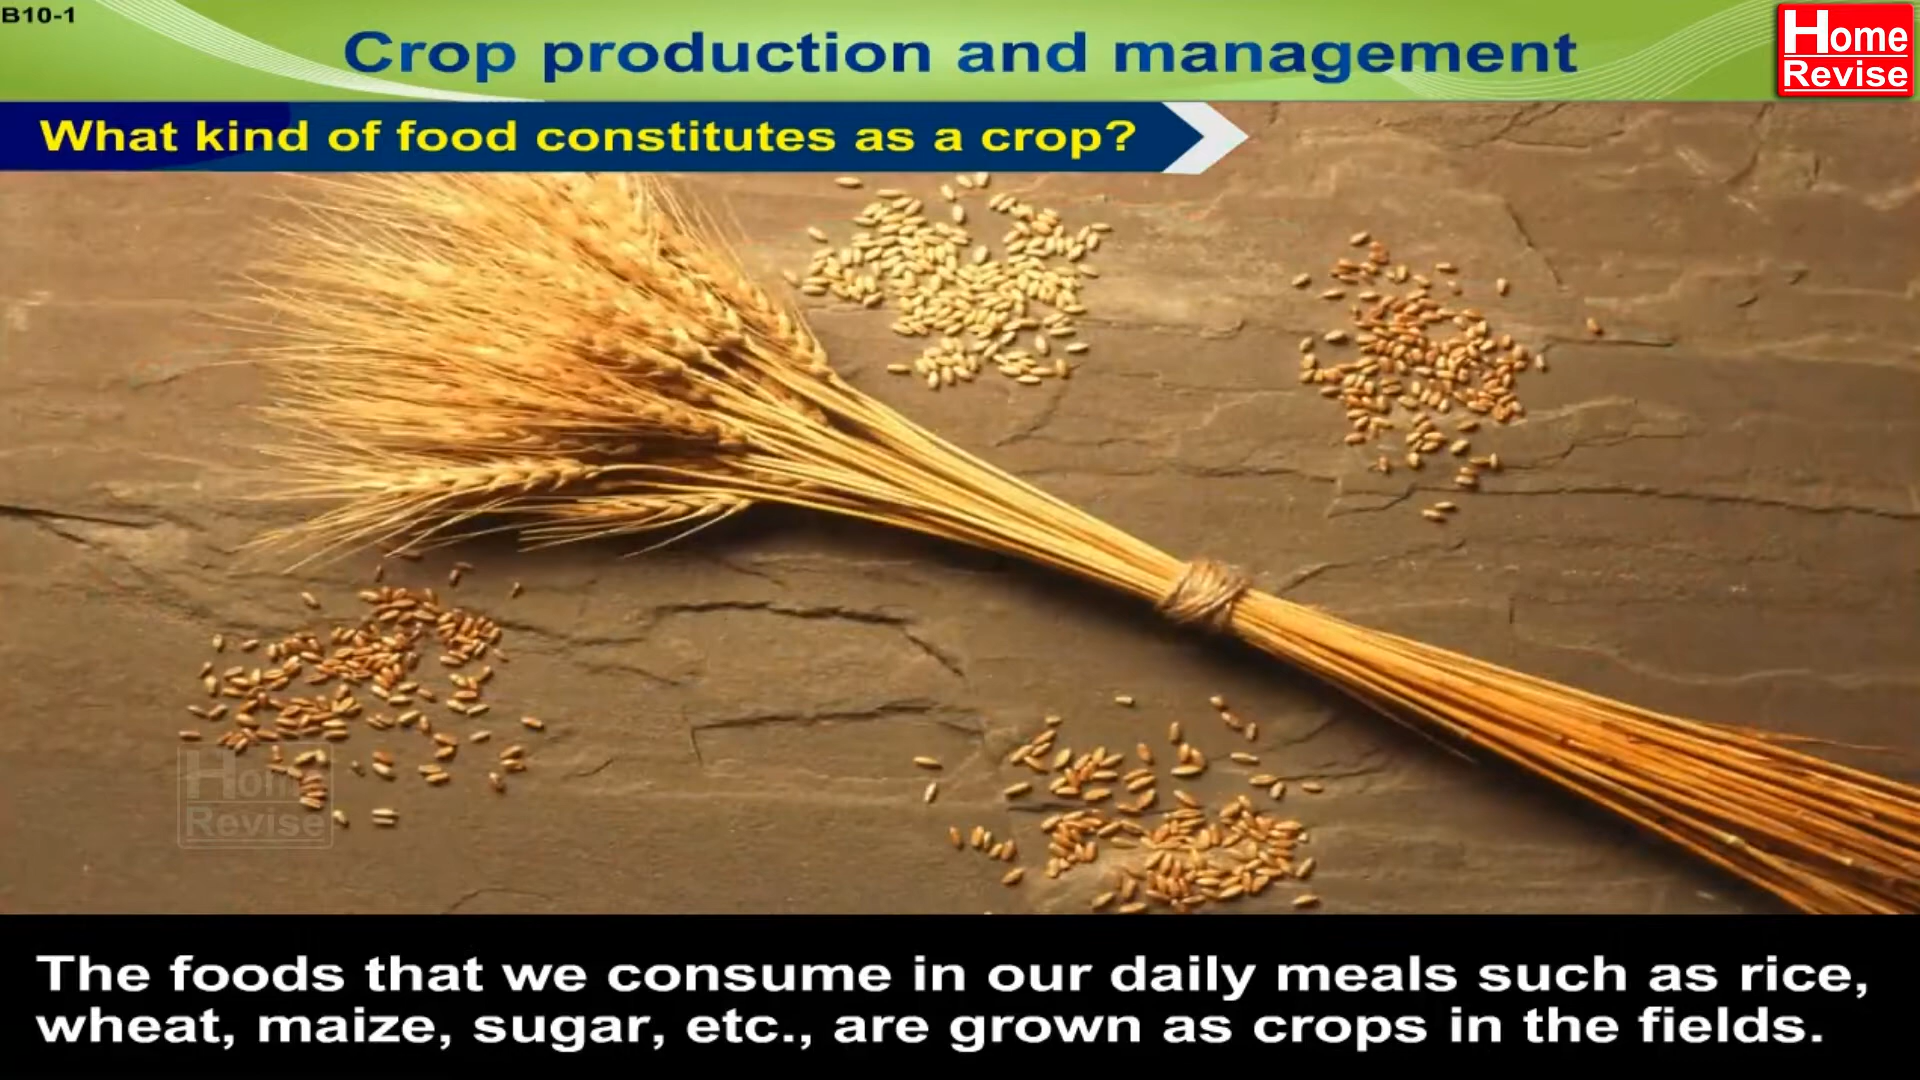 B10-1
Crop production and management
Home
Revise
What kind of food constitutes as a crop?
Home
Revise
The foods that we consume in our daily meals such as rice,
wheat, maize, sugar, etc., are grown as crops in the fields.